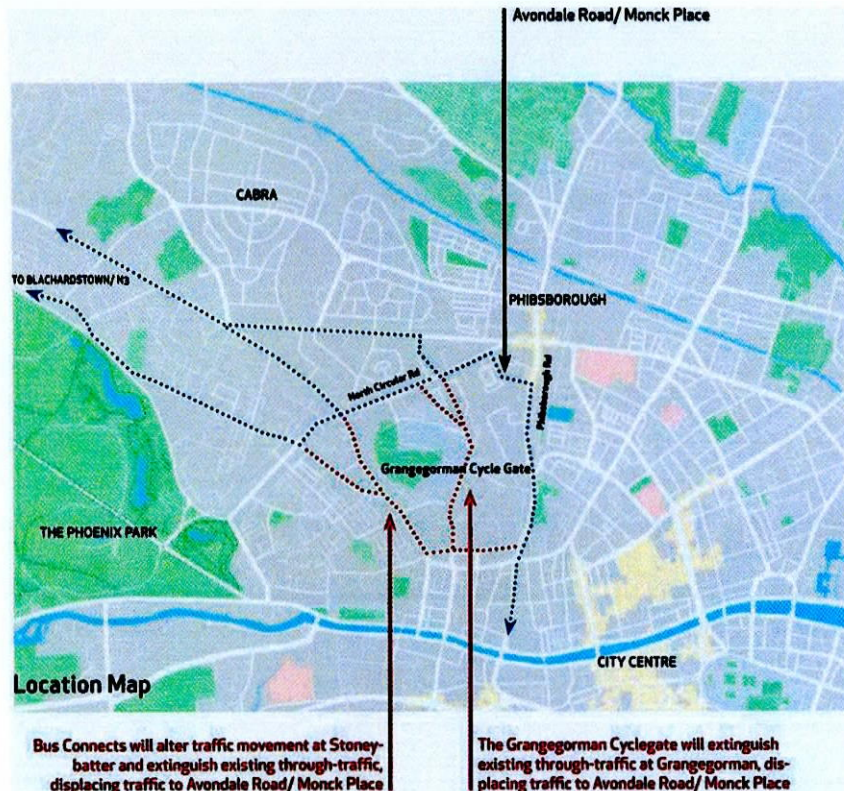 Avondale Road/ Monck Place
CABRA
TO BLACHARDSTOWN/ N3
PHIBSBOROUGH
North Circular Rd
Phibsborough Rd
Grangegorman Cycle Gate
THE PHOENIX PARK
CITY CENTRE
Location Map
Bus Connects will alter traffic movement at Stoney-
batter and extinguish existing through-traffic,
displacing traffic to Avondale Road/ Monck Place
The Grangegorman Cyclegate will extinguish
existing through-traffic at Grangegorman, dis-
placing traffic to Avondale Road/ Monck Place